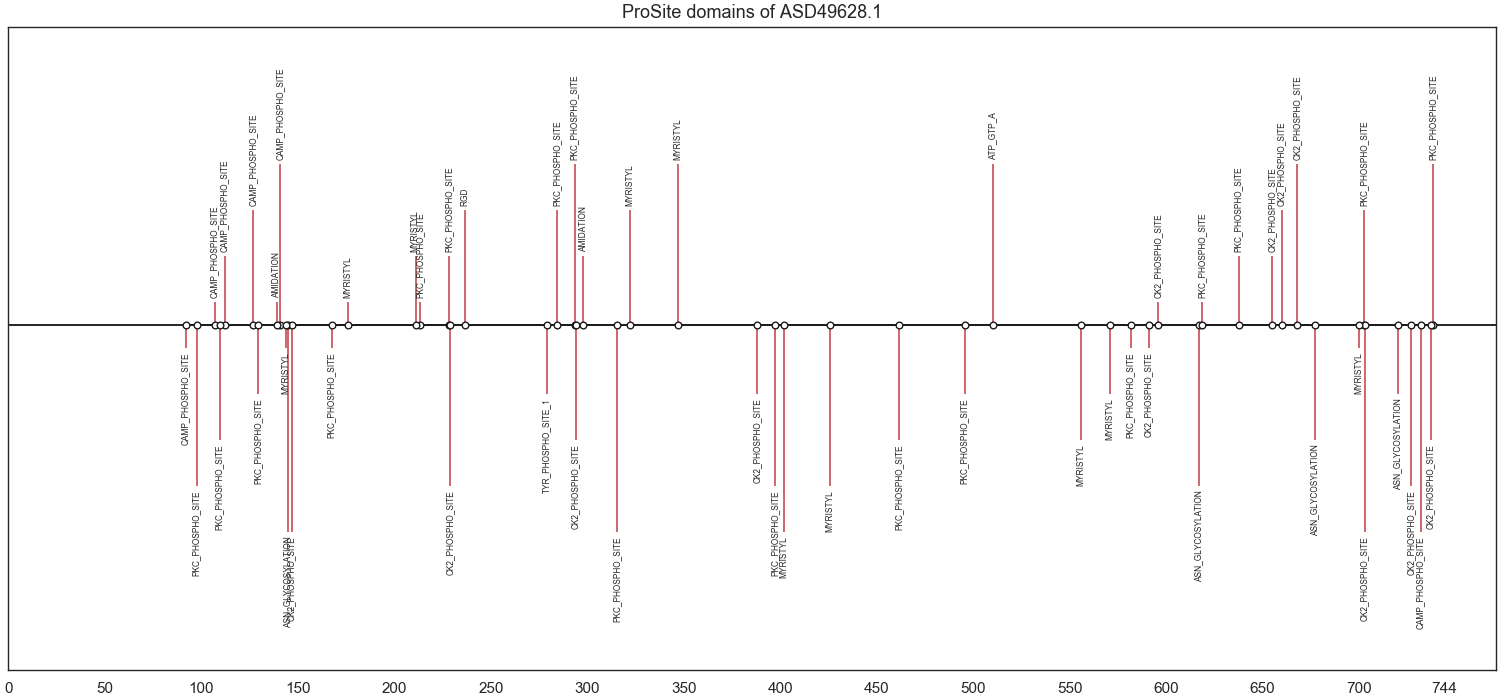 ProSite domains of ASD49628.1
CAMP_PHOSPHO_SITE
PKC_PHOSPHO_SITE
CAMP_PHOSPHO_SITE
PKC_PHOSPHO_SITE
CAMP_PHOSPHO_SITE
CAMP_PHOSPHO_SITE
PKC_PHOSPHO_SITE
AMIDATION
CAMP_PHOSPHO_SITE
MYRISTYL
ASN_GLYCOSYLATION
CK2_PHOSPHO_SITE
PKC_PHOSPHO_SITE
MYRISTYL
MYRISTYL
PKC_PHOSPHO_SITE
PKC_PHOSPHO_SITE
CK2_PHOSPHO_SITE
RGD
TYR_PHOSPHO_SITE_1
PKC_PHOSPHO_SITE
PKC_PHOSPHO_SITE
CK2_PHOSPHO_SITE
AMIDATION
PKC_PHOSPHO_SITE
MYRISTYL
MYRISTYL
CK2_PHOSPHO_SITE
PKC_PHOSPHO_SITE
MYRISTYL
MYRISTYL
PKC_PHOSPHO_SITE
PKC_PHOSPHO_SITE
ATP_GTP_A
MYRISTYL
MYRISTYL
PKC_PHOSPHO_SITE
CK2_PHOSPHO_SITE
CK2_PHOSPHO_SITE
ASN_GLYCOSYLATION
PKC_PHOSPHO_SITE
PKC_PHOSPHO_SITE
CK2_PHOSPHO_SITE
CK2_PHOSPHO_SITE
CK2_PHOSPHO_SITE
ASN_GLYCOSYLATION
MYRISTYL
PKC_PHOSPHO_SITE
CK2_PHOSPHO_SITE
ASN_GLYCOSYLATION
CK2_PHOSPHO_SITE
CAMP_PHOSPHO_SITE
CK2_PHOSPHO_SITE
PKC_PHOSPHO_SITE
0 50 100 150 200 250 300 350 400 450 500 550 600 650 700 744